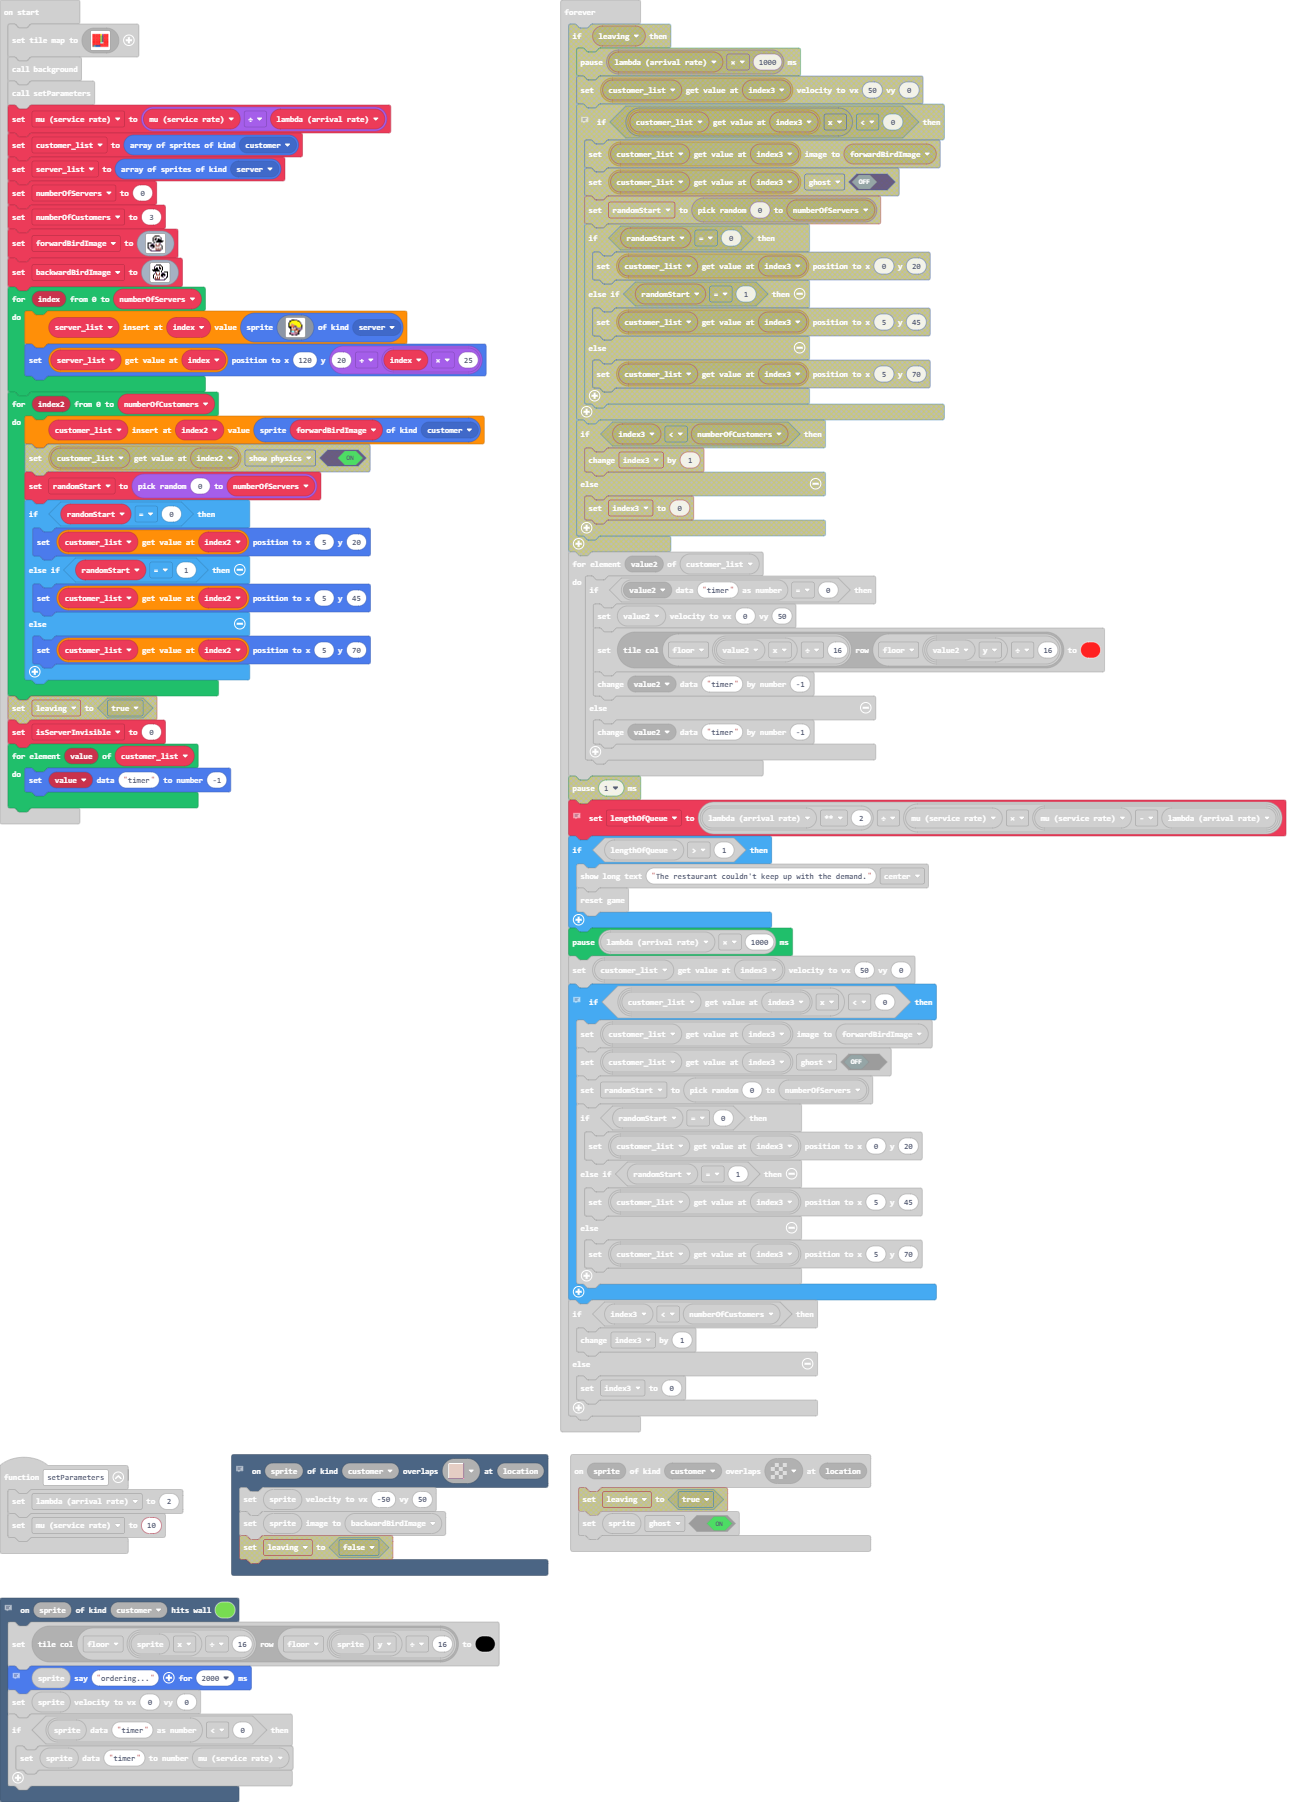 on start
set tile map to
call background
call setParameters
set mu (service rate) to mu (service rate) ÷ lambda (arrival rate)
set customer_list to array of sprites of kind customer
set server_list to array of sprites of kind server
set numberOfServers to 0
set numberOfCustomers to 3
set forwardBirdImage to
set backwardBirdImage to
for index from 0 to numberOfServers
do
server_list insert at index value sprite of kind server
set server_list get value at index position to x 120 y 20 + index × 25
for index2 from 0 to numberOfCustomers
do
customer_list insert at index2 value sprite forwardBirdImage of kind customer
set customer_list get value at index2 show physics ON
set randomStart to pick random 0 to numberOfServers
if randomStart = 0 then
set customer_list get value at index2 position to x 5 y 20
else if randomStart = 1 then
set customer_list get value at index2 position to x 5 y 45
else
set customer_list get value at index2 position to x 5 y 70
set leaving to true
set isServerInvisible to 0
for element value of customer_list
do
set value data "timer" to number -1
forever
if leaving then
pause lambda (arrival rate) × 1000 ms
set customer_list get value at index3 velocity to vx 50 vy 0
if customer_list get value at index3 x < 0 then
set customer_list get value at index3 image to forwardBirdImage
set customer_list get value at index3 ghost OFF
set randomStart to pick random 0 to numberOfServers
if randomStart = 0 then
set customer_list get value at index3 position to x 0 y 20
else if randomStart = 1 then
set customer_list get value at index3 position to x 5 y 45
else
set customer_list get value at index3 position to x 5 y 70
if index3 < numberOfCustomers then
change index3 by 1
else
set index3 to 0
for element value2 of customer_list
do
if value2 data "timer" as number = 0 then
set value2 velocity to vx 0 vy 50
set tile col floor value2 x ÷ 16 row floor value2 y ÷ 16 to
change value2 data "timer" by number -1
else
change value2 data "timer" by number -1
pause 1 ms
set lengthOfQueue to lambda (arrival rate) ** 2 ÷ mu (service rate) × mu (service rate) - lambda (arrival rate)
if lengthOfQueue > 1 then
show long text "The restaurant couldn't keep up with the demand." center
reset game
pause lambda (arrival rate) × 1000 ms
set customer_list get value at index3 velocity to vx 50 vy 0
if customer_list get value at index3 x < 0 then
set customer_list get value at index3 image to forwardBirdImage
set customer_list get value at index3 ghost OFF
set randomStart to pick random 0 to numberOfServers
if randomStart = 0 then
set customer_list get value at index3 position to x 0 y 20
else if randomStart = 1 then
set customer_list get value at index3 position to x 5 y 45
else
set customer_list get value at index3 position to x 5 y 70
if index3 < numberOfCustomers then
change index3 by 1
else
set index3 to 0
function setParameters
set lambda (arrival rate) to 2
set mu (service rate) to 10
on sprite of kind customer overlaps at location
set sprite velocity to vx -50 vy 50
set sprite image to backwardBirdImage
set leaving to false
on sprite of kind customer overlaps at location
set leaving to true
set sprite ghost ON
on sprite of kind customer hits wall
set tile col floor sprite x ÷ 16 row floor sprite y ÷ 16 to
sprite say "ordering..." for 2000 ms
set sprite velocity to vx 0 vy 0
if sprite data "timer" as number < 0 then
set sprite data "timer" to number mu (service rate)